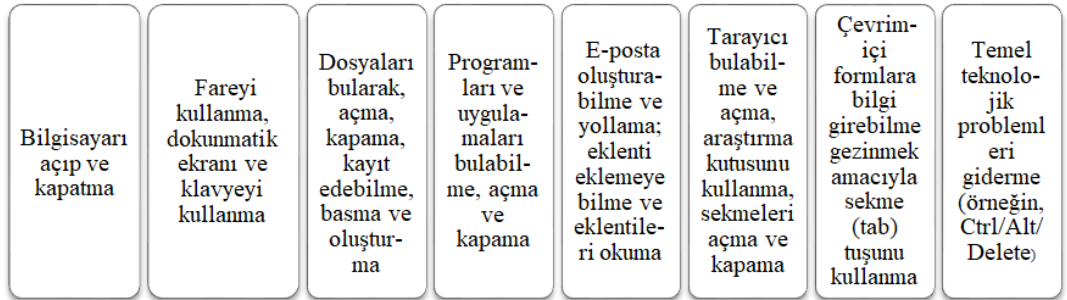 Bilgisayarı
açıp ve
kapatma
Fareyi
kullanma,
dokunmatik
ekranı ve
klavyeyi
kullanma
Dosyaları
bularak,
açma,
kapama,
kayıt
edebilme,
basma ve
oluştur-
ma
Program-
ları ve
uygula-
maları
bulabil-
me, açma
ve
kapama
E-posta
oluştura-
bilme ve
yollama;
eklenti
eklemeye
bilme ve
eklentile-
ri okuma
Tarayıcı
bulabil-
me ve
açma,
araştırma
kutusunu
kullanma,
sekmeleri
açma ve
kapama
Çevrim-
içi
formlara
bilgi
girebilme
gezinmek
amacıyla
sekme
(tab)
tuşunu
kullanma
Temel
teknolo-
jik
probleml
eri
giderme
(örneğin,
Ctrl/Alt/
Delete)